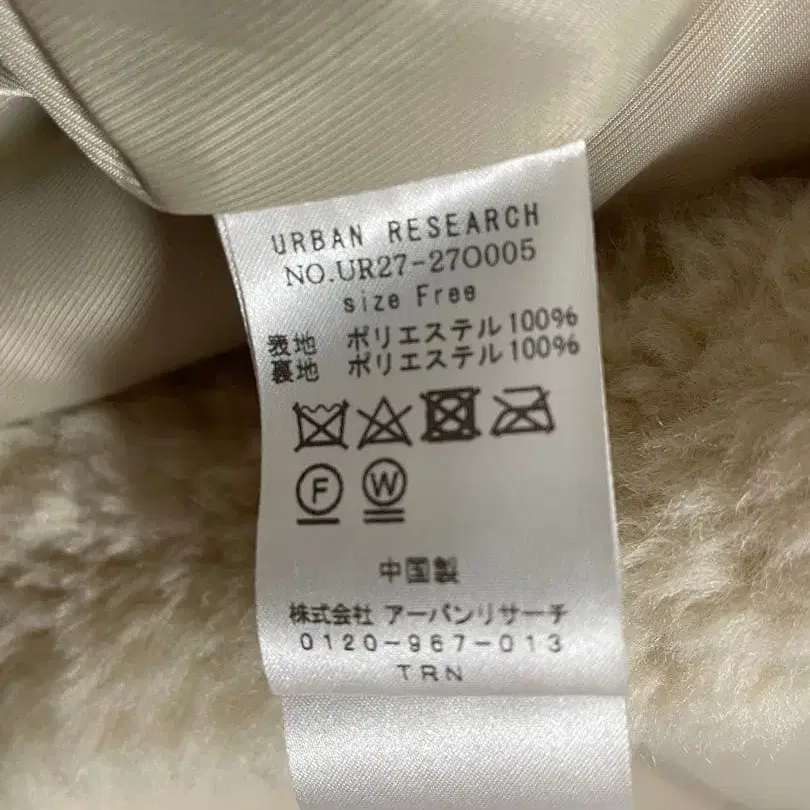 URBAN RESEARCH
NO.UR27-270005
size Free
表地 ポリエステル100%
裏地 ポリエステル100%
F W
中国製
株式会社 アーバンリサーチ
0120-967-013
TRN